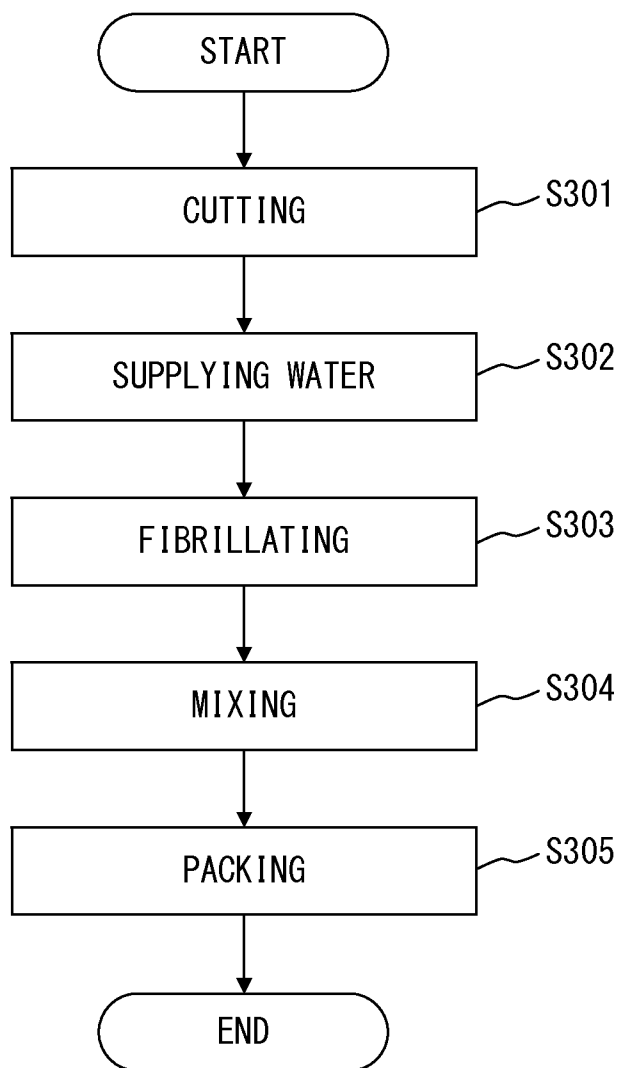 START
CUTTING
S301
SUPPLYING WATER
S302
FIBRILLATING
S303
MIXING
S304
PACKING
S305
END